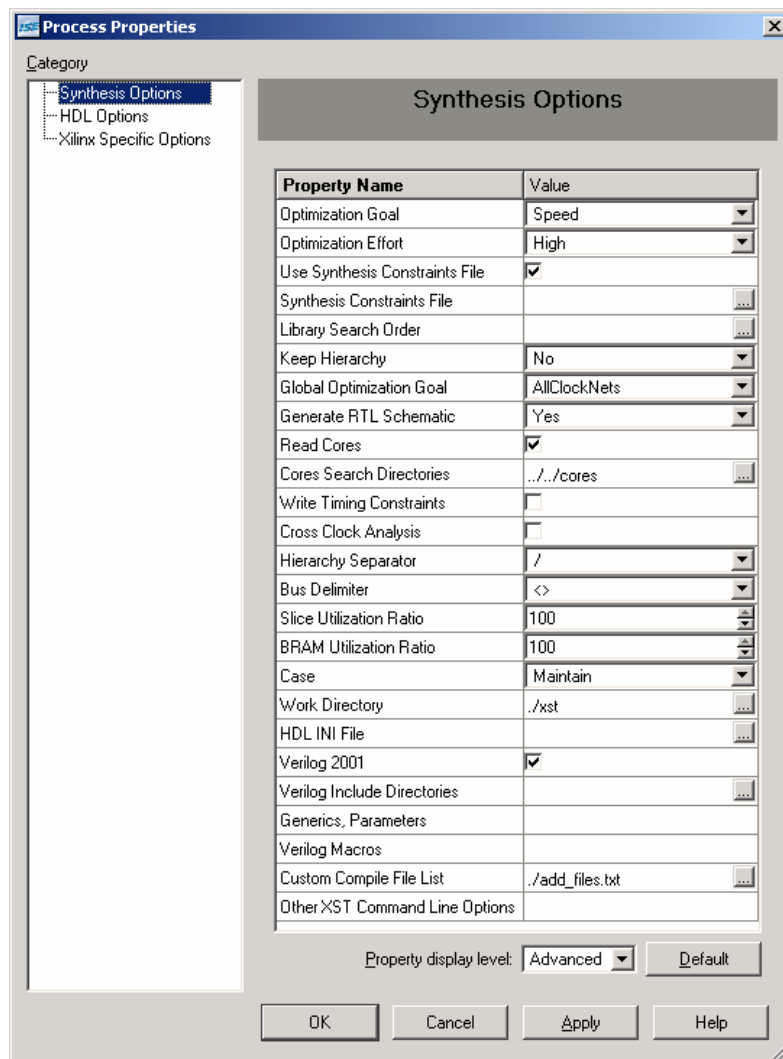 ISE Process Properties
Category
Synthesis Options
HDL Options
Xilinx Specific Options
Synthesis Options
Property Name Value
Optimization Goal Speed
Optimization Effort High
Use Synthesis Constraints File
Synthesis Constraints File ...
Library Search Order ...
Keep Hierarchy No
Global Optimization Goal AllClockNets
Generate RTL Schematic Yes
Read Cores
Cores Search Directories ../../cores ...
Write Timing Constraints
Cross Clock Analysis
Hierarchy Separator /
Bus Delimiter <>
Slice Utilization Ratio 100
BRAM Utilization Ratio 100
Case Maintain
Work Directory ./xst ...
HDL INI File ...
Verilog 2001
Verilog Include Directories ...
Generics, Parameters
Verilog Macros
Custom Compile File List ./add_files.txt ...
Other XST Command Line Options
Property display level: Advanced Default
OK Cancel Apply Help